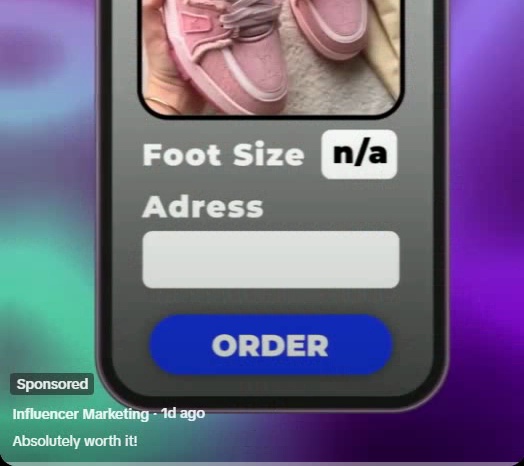 Foot Size n/a
Adress
ORDER
Sponsored
Influencer Marketing · 1d ago
Absolutely worth it!